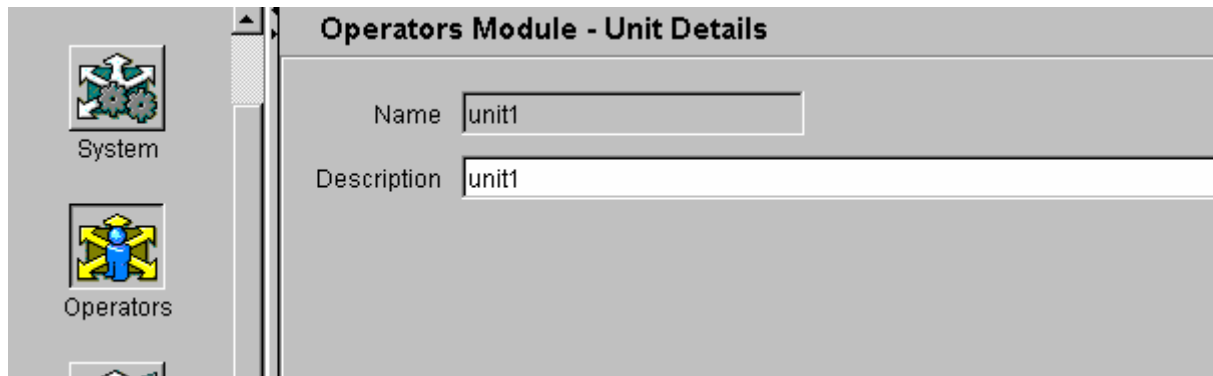 Operators Module - Unit Details
System
Operators
Name unit1
Description unit1